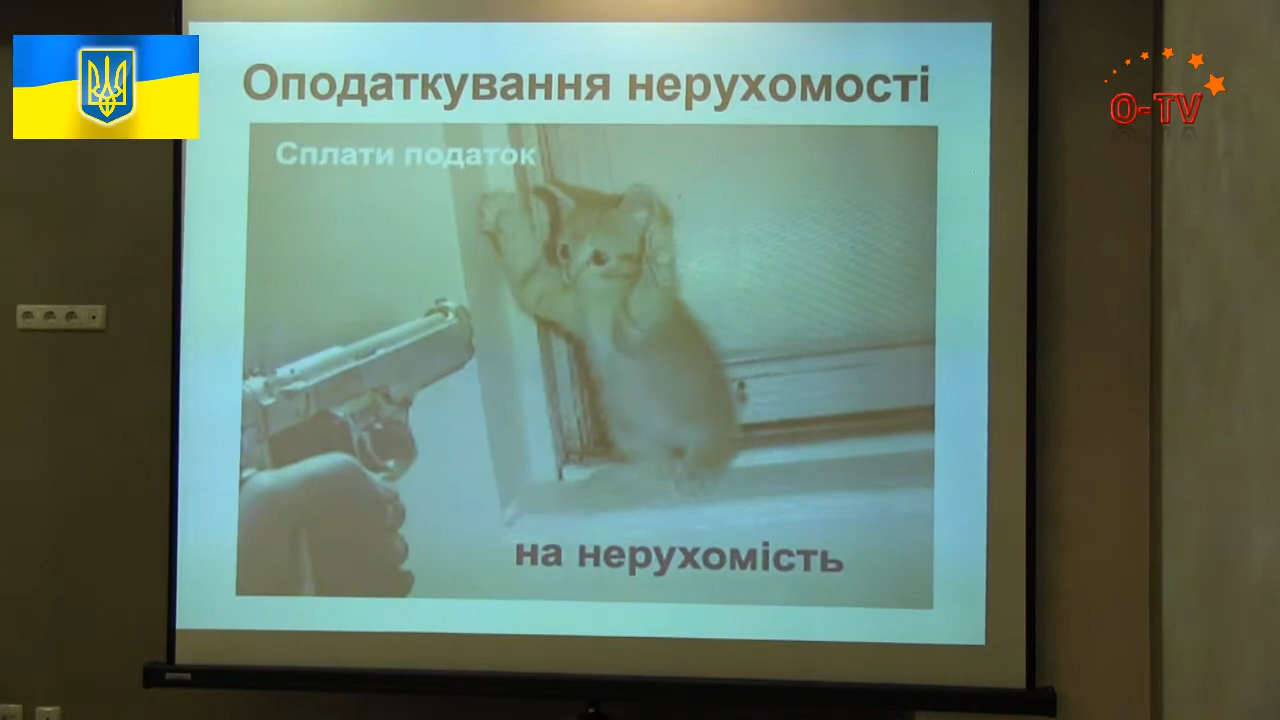 Оподаткування нерухомості
Сплати податок
на нерухомість
O-TV